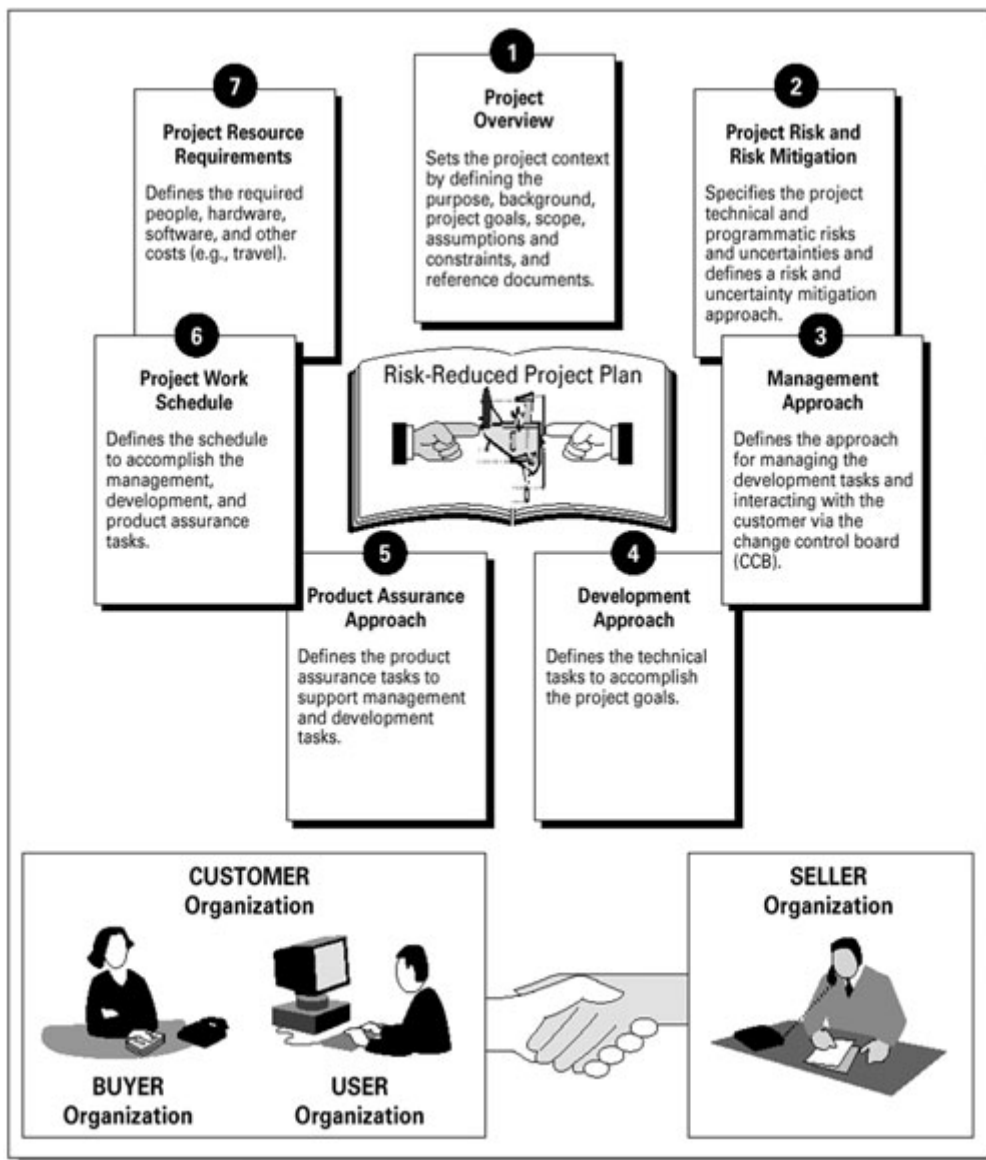 1
Project
Overview
Sets the project context
by defining the
purpose, background,
project goals, scope,
assumptions and
constraints, and
reference documents.
2
Project Risk and
Risk Mitigation
Specifies the project
technical and
programmatic risks
and uncertainties and
defines a risk and
uncertainty mitigation
approach.
3
Management
Approach
Defines the approach
for managing the
development tasks and
interacting with the
customer via the
change control board
(CCB).
4
Development
Approach
Defines the technical
tasks to accomplish
the project goals.
5
Product Assurance
Approach
Defines the product
assurance tasks to
support management
and development
tasks.
6
Project Work
Schedule
Defines the schedule
to accomplish the
management,
development, and
product assurance
tasks.
7
Project Resource
Requirements
Defines the required
people, hardware,
software, and other
costs (e.g., travel).
Risk-Reduced Project Plan
CUSTOMER
Organization
BUYER
Organization
USER
Organization
SELLER
Organization